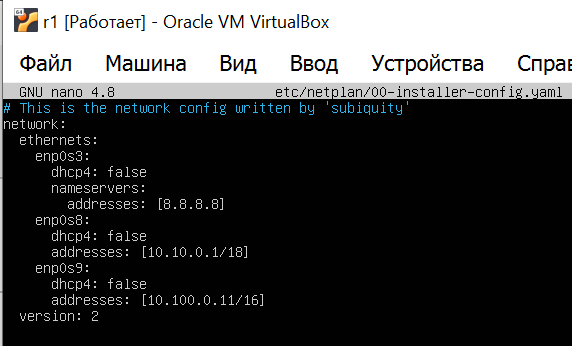 r1 [Работает] - Oracle VM VirtualBox
Файл Машина Вид Ввод Устройства Справ
GNU nano 4.8 etc/netplan/00-installer-config.yaml
# This is the network config written by 'subiquity'
network:
  ethernets:
    enp0s3:
      dhcp4: false
      nameservers:
        addresses: [8.8.8.8]
    enp0s8:
      dhcp4: false
      addresses: [10.10.0.1/18]
    enp0s9:
      dhcp4: false
      addresses: [10.100.0.11/16]
  version: 2